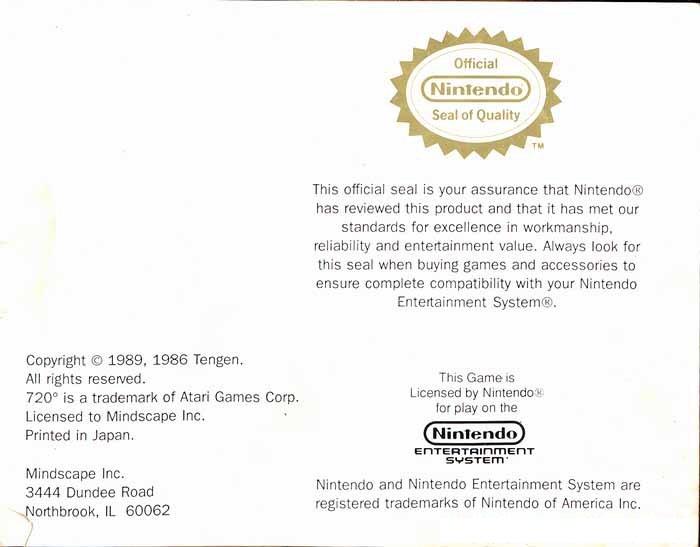 Official
Nintendo
Seal of Quality
TM
This official seal is your assurance that Nintendo®
has reviewed this product and that it has met our
standards for excellence in workmanship,
reliability and entertainment value. Always look for
this seal when buying games and accessories to
ensure complete compatibility with your Nintendo
Entertainment System®.
Copyright © 1989, 1986 Tengen.
All rights reserved.
720° is a trademark of Atari Games Corp.
Licensed to Mindscape Inc.
Printed in Japan.
Mindscape Inc.
3444 Dundee Road
Northbrook, IL 60062
This Game is
Licensed by Nintendo®
for play on the
Nintendo
ENTERTAINMENT
SYSTEM
Nintendo and Nintendo Entertainment System are
registered trademarks of Nintendo of America Inc.